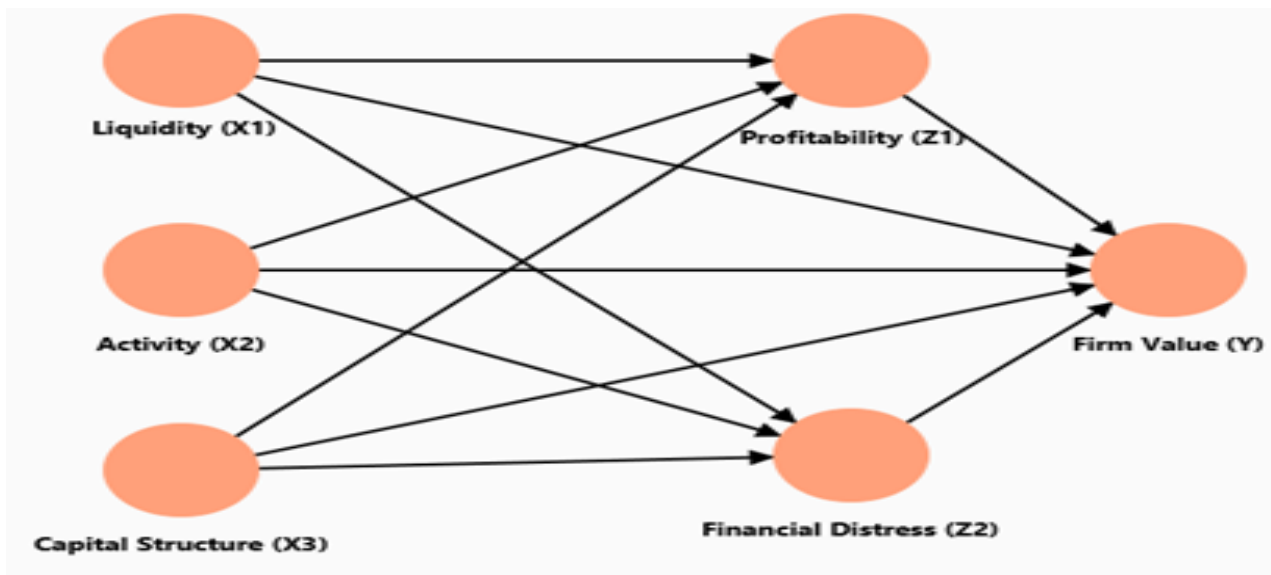 Liquidity (X1)
Profitability (Z1)
Activity (X2)
Firm Value (Y)
Financial Distress (Z2)
Capital Structure (X3)